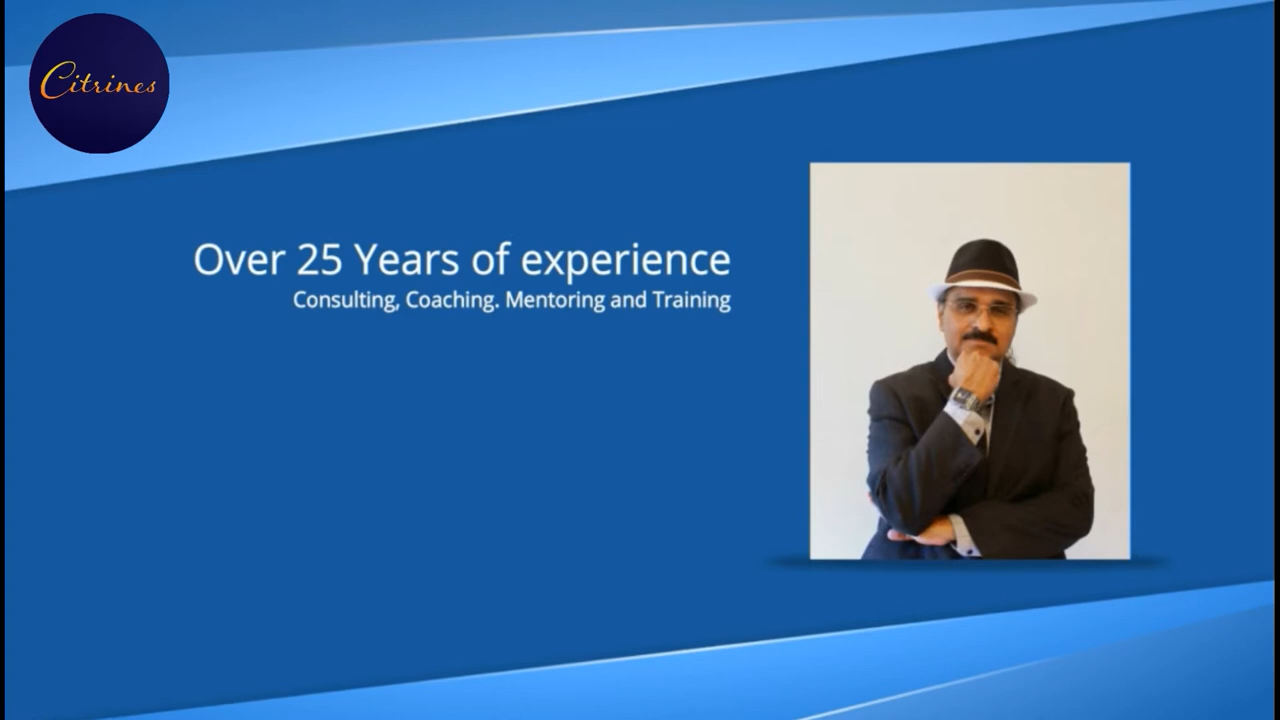 Citrines
Over 25 Years of experience
Consulting, Coaching. Mentoring and Training